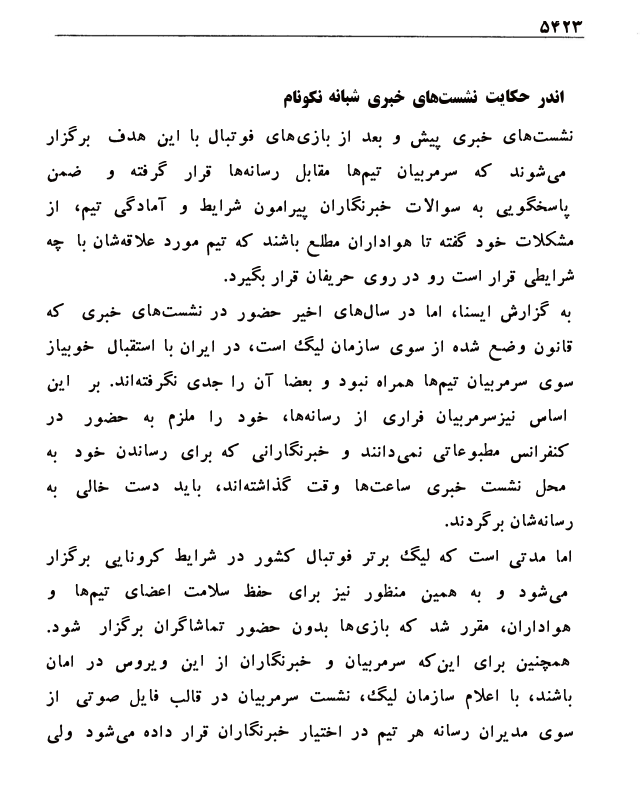 ۵۴۲۳
اندر حکایت نشست‌های خبری شبانه نکونام
نشست‌های خبری پیش و بعد از بازی‌های فوتبال با این هدف برگزار
می‌شوند که سرمربیان تیم‌ها مقابل رسانه‌ها قرار گرفته و ضمن
پاسخگویی به سوالات خبرنگاران پیرامون شرایط و آمادگی تیم، از
مشکلات خود گفته تا هواداران مطلع باشند که تیم مورد علاقه‌شان با چه
شرایطی قرار است رو در روی حریفان قرار بگیرد.
به گزارش ایسنا، اما در سال‌های اخیر حضور در نشست‌های خبری که
قانون وضع شده از سوی سازمان لیگ است، در ایران با استقبال خوبیاز
سوی سرمربیان تیم‌ها همراه نبود و بعضا آن را جدی نگرفته‌اند. بر این
اساس نیزسرمربیان فراری از رسانه‌ها، خود را ملزم به حضور در
کنفرانس مطبوعاتی نمی‌دانند و خبرنگارانی که برای رساندن خود به
محل نشست خبری ساعت‌ها وقت گذاشته‌اند، باید دست خالی به
رسانه‌شان برگردند.
اما مدتی است که لیگ برتر فوتبال کشور در شرایط کرونایی برگزار
می‌شود و به همین منظور نیز برای حفظ سلامت اعضای تیم‌ها و
هواداران، مقرر شد که بازی‌ها بدون حضور تماشاگران برگزار شود.
همچنین برای این‌که سرمربیان و خبرنگاران از این ویروس در امان
باشند، با اعلام سازمان لیگ، نشست سرمربیان در قالب فایل صوتی از
سوی مدیران رسانه هر تیم در اختیار خبرنگاران قرار داده می‌شود ولی